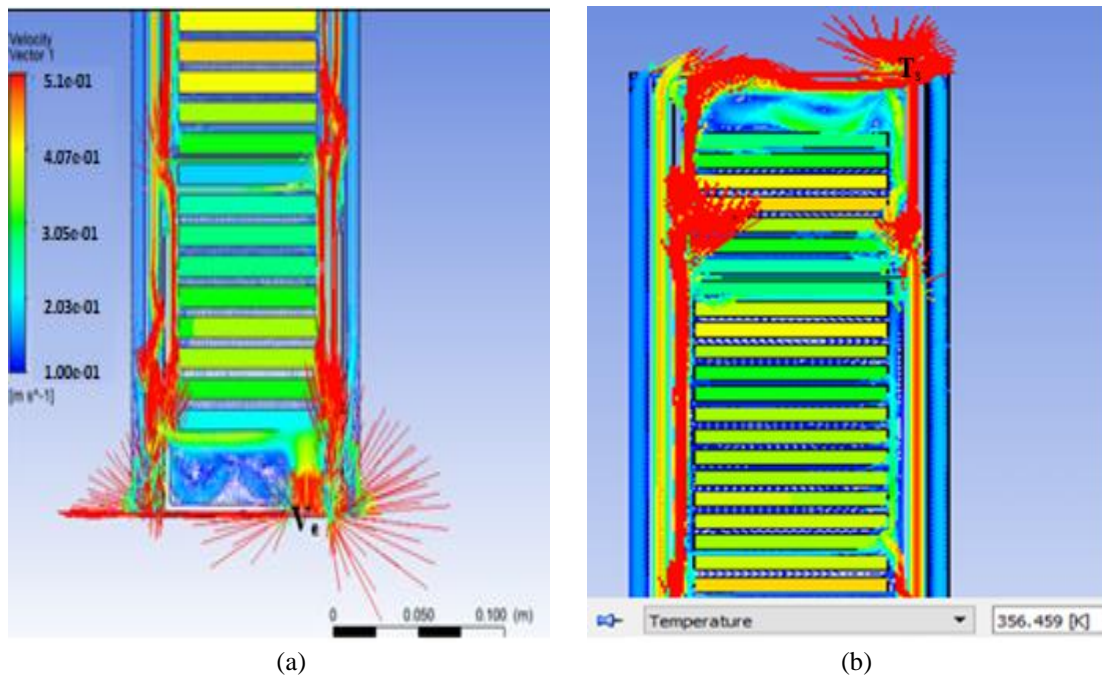 Velocity
Vector 1
5.1e-01
4.07e-01
3.05e-01
2.03e-01
1.00e-01
[m s^-1]
Ve
0 0.050 0.100 (m)
(a)
Ts
Temperature 356.459 [K]
(b)